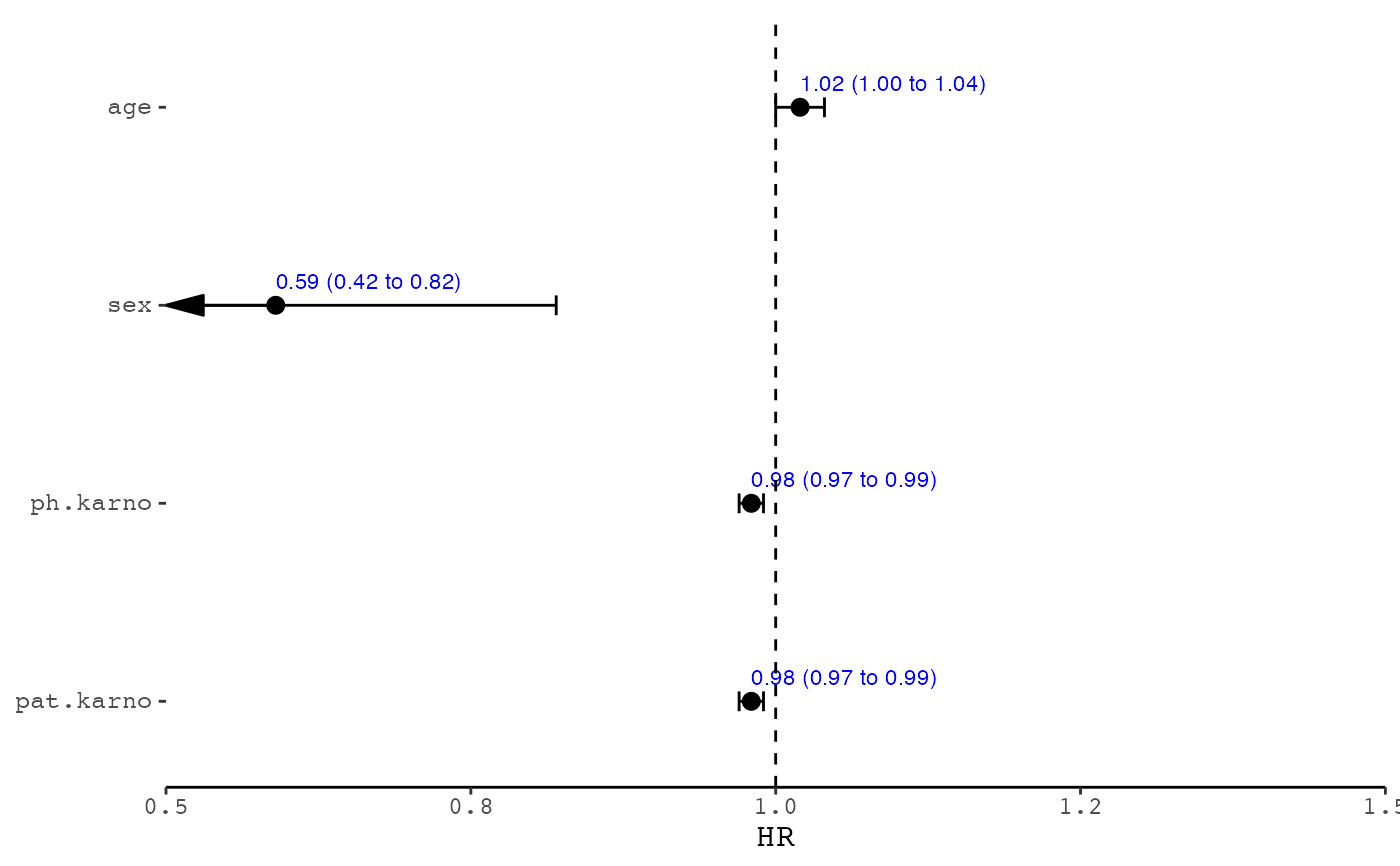 1.02 (1.00 to 1.04)
age
0.59 (0.42 to 0.82)
sex
0.98 (0.97 to 0.99)
ph.karno
0.98 (0.97 to 0.99)
pat.karno
0.5 0.8 1.0 1.2 1.5
HR